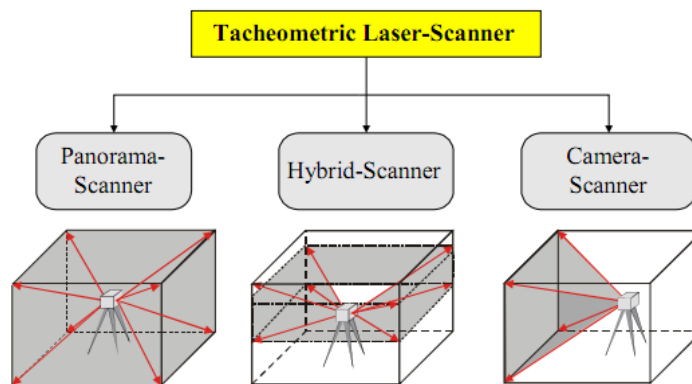 Tacheometric Laser-Scanner
Panorama-
Scanner
Hybrid-Scanner
Camera-
Scanner